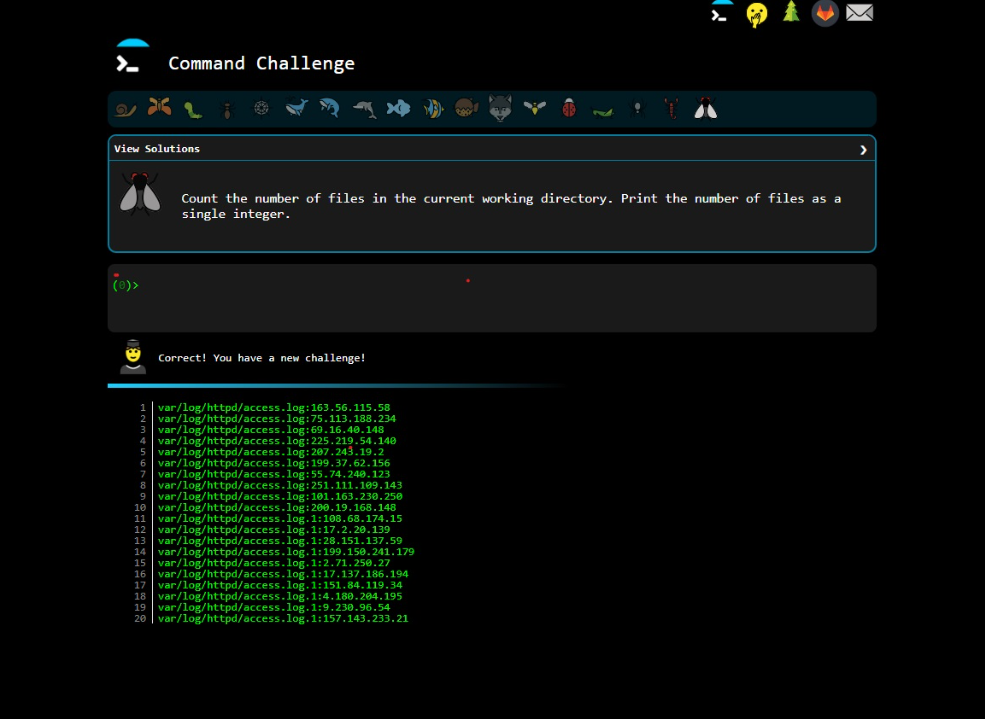 Command Challenge
View Solutions
Count the number of files in the current working directory. Print the number of files as a
single integer.
(0)>
Correct! You have a new challenge!
1 var/log/httpd/access.log:163.56.115.58
2 var/log/httpd/access.log:75.113.188.234
3 var/log/httpd/access.log:69.16.40.148
4 var/log/httpd/access.log:225.219.54.140
5 var/log/httpd/access.log:207.243.19.2
6 var/log/httpd/access.log:199.37.62.156
7 var/log/httpd/access.log:55.74.240.123
8 var/log/httpd/access.log:251.111.109.143
9 var/log/httpd/access.log:101.163.230.250
10 var/log/httpd/access.log:200.19.168.148
11 var/log/httpd/access.log.1:108.68.174.15
12 var/log/httpd/access.log.1:17.2.20.139
13 var/log/httpd/access.log.1:28.151.137.59
14 var/log/httpd/access.log.1:199.150.241.179
15 var/log/httpd/access.log.1:2.71.250.27
16 var/log/httpd/access.log.1:17.137.186.194
17 var/log/httpd/access.log.1:151.84.119.34
18 var/log/httpd/access.log.1:4.180.204.195
19 var/log/httpd/access.log.1:9.230.96.54
20 var/log/httpd/access.log.1:157.143.233.21